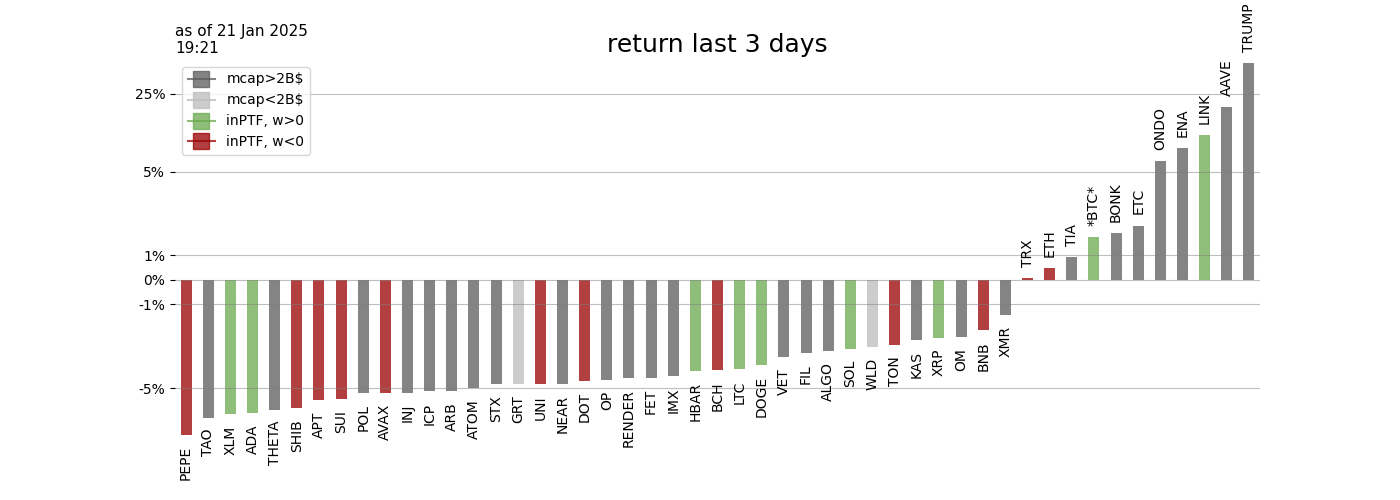 as of 21 Jan 2025
19:21
return last 3 days
mcap>2B$
mcap<2B$
inPTF, w>0
inPTF, w<0
25%
5%
1%
0%
-1%
-5%
PEPE
TAO
XLM
ADA
THETA
SHIB
APT
SUI
POL
AVAX
INJ
ICP
ARB
ATOM
STX
GRT
UNI
NEAR
DOT
OP
RENDER
FET
IMX
HBAR
BCH
LTC
DOGE
VET
FIL
ALGO
SOL
WLD
TON
KAS
XRP
OM
BNB
XMR
TRX
ETH
TIA
*BTC*
BONK
ETC
ONDO
ENA
LINK
AAVE
TRUMP